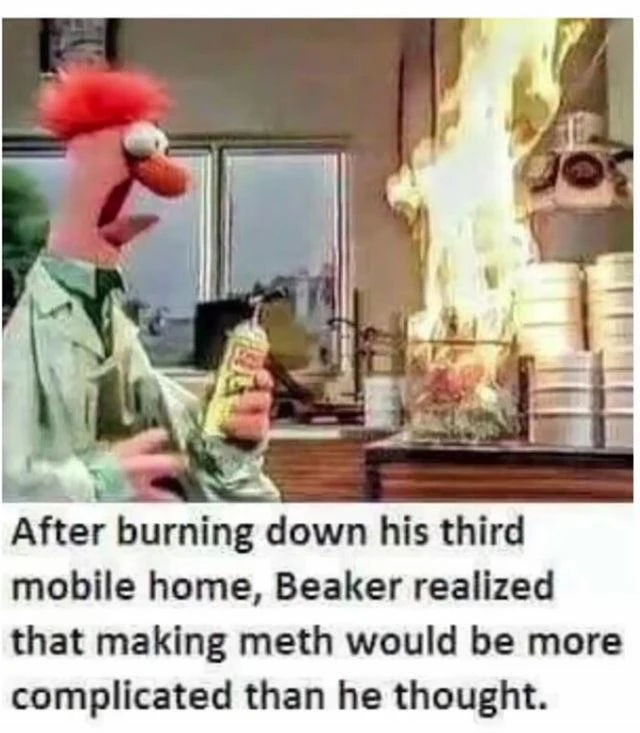 After burning down his third
mobile home, Beaker realized
that making meth would be more
complicated than he thought.